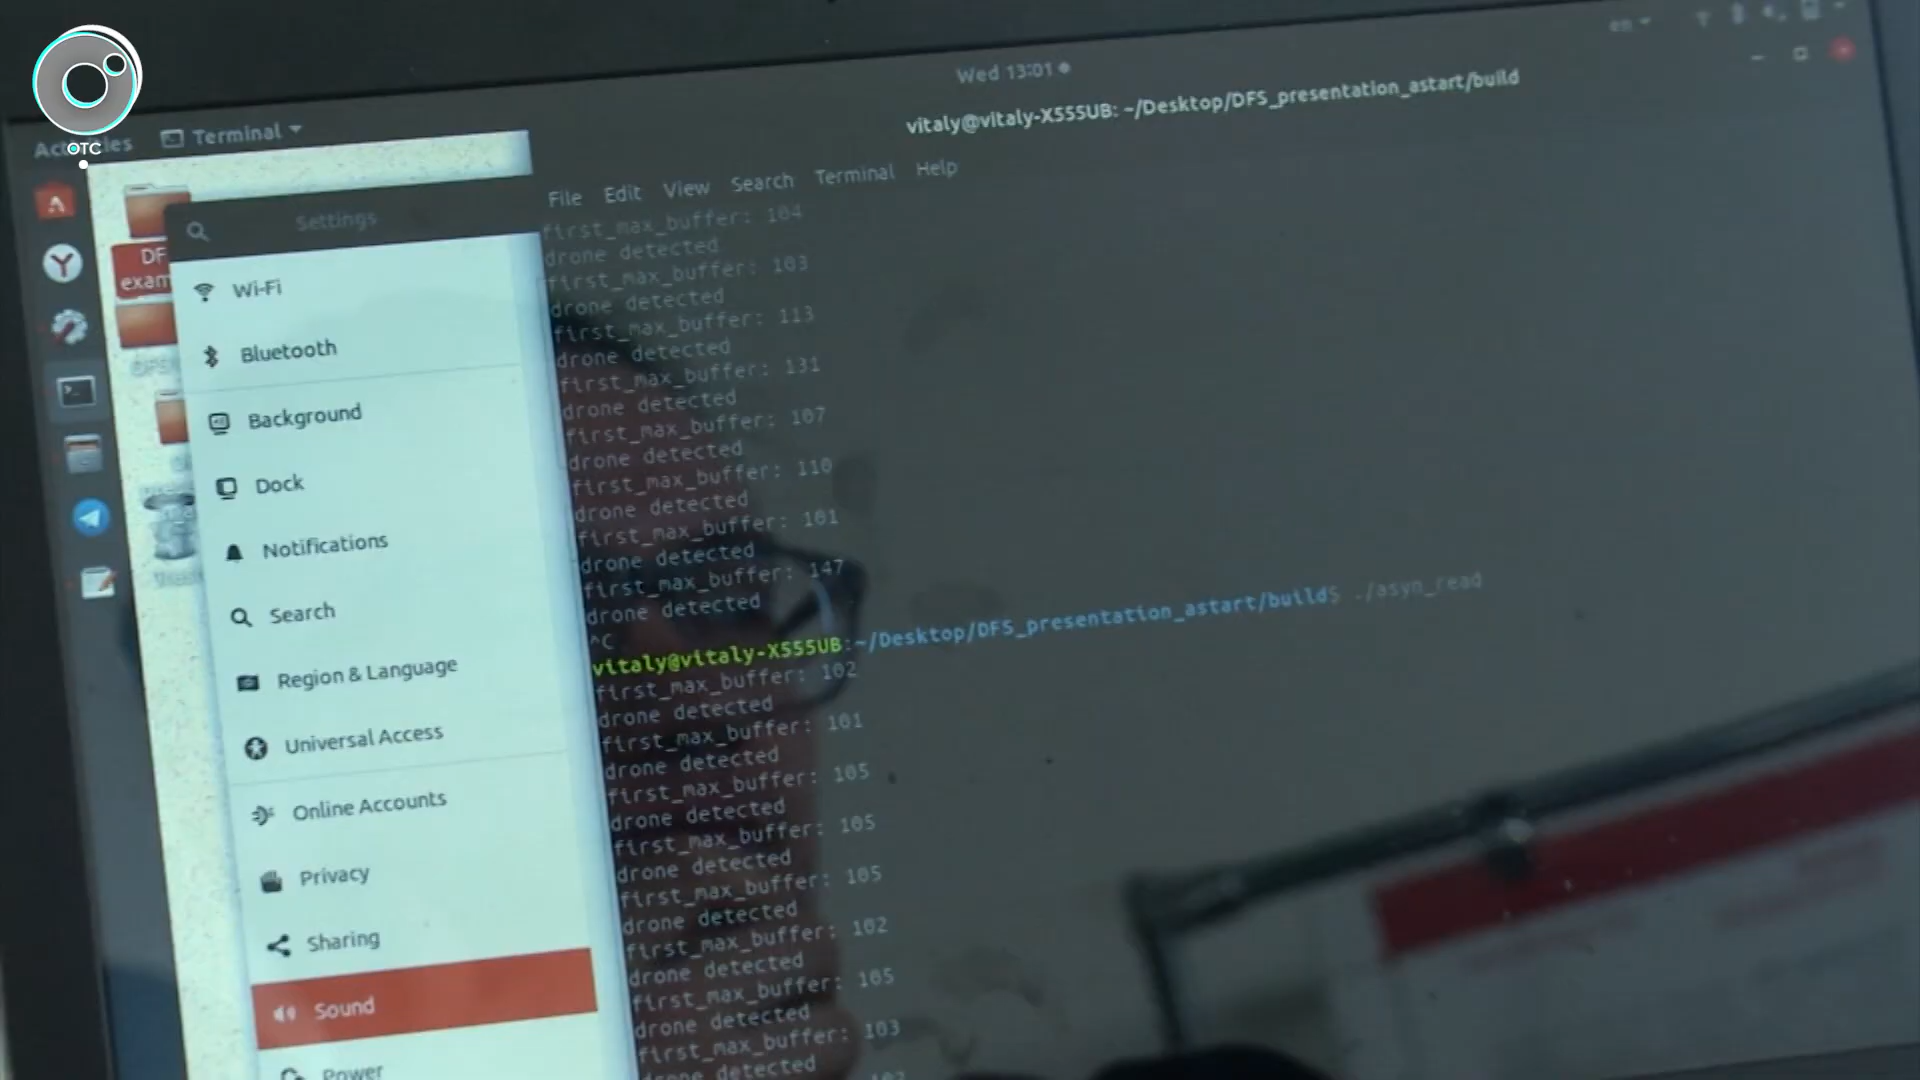 OTC
Activities
Terminal
Wed 13:01
en
vitaly@vitaly-X555UB: ~/Desktop/DFS_presentation_astart/build
File Edit View Search Terminal Help
Settings
DF
exam
Wi-Fi
Bluetooth
Background
Dock
Notifications
Search
Region & Language
Universal Access
Online Accounts
Privacy
Sharing
Sound
Power
first_max_buffer: 104
drone detected
first_max_buffer: 103
drone detected
first_max_buffer: 113
drone detected
first_max_buffer: 131
drone detected
first_max_buffer: 107
drone detected
first_max_buffer: 110
drone detected
first_max_buffer: 101
drone detected
first_max_buffer: 147
drone detected
^C
vitaly@vitaly-X555UB:~/Desktop/DFS_presentation_astart/build$ ./asyn_read
first_max_buffer: 102
drone detected
first_max_buffer: 101
drone detected
first_max_buffer: 105
drone detected
first_max_buffer: 105
drone detected
first_max_buffer: 105
drone detected
first_max_buffer: 102
drone detected
first_max_buffer: 105
drone detected
first_max_buffer: 103
drone detected